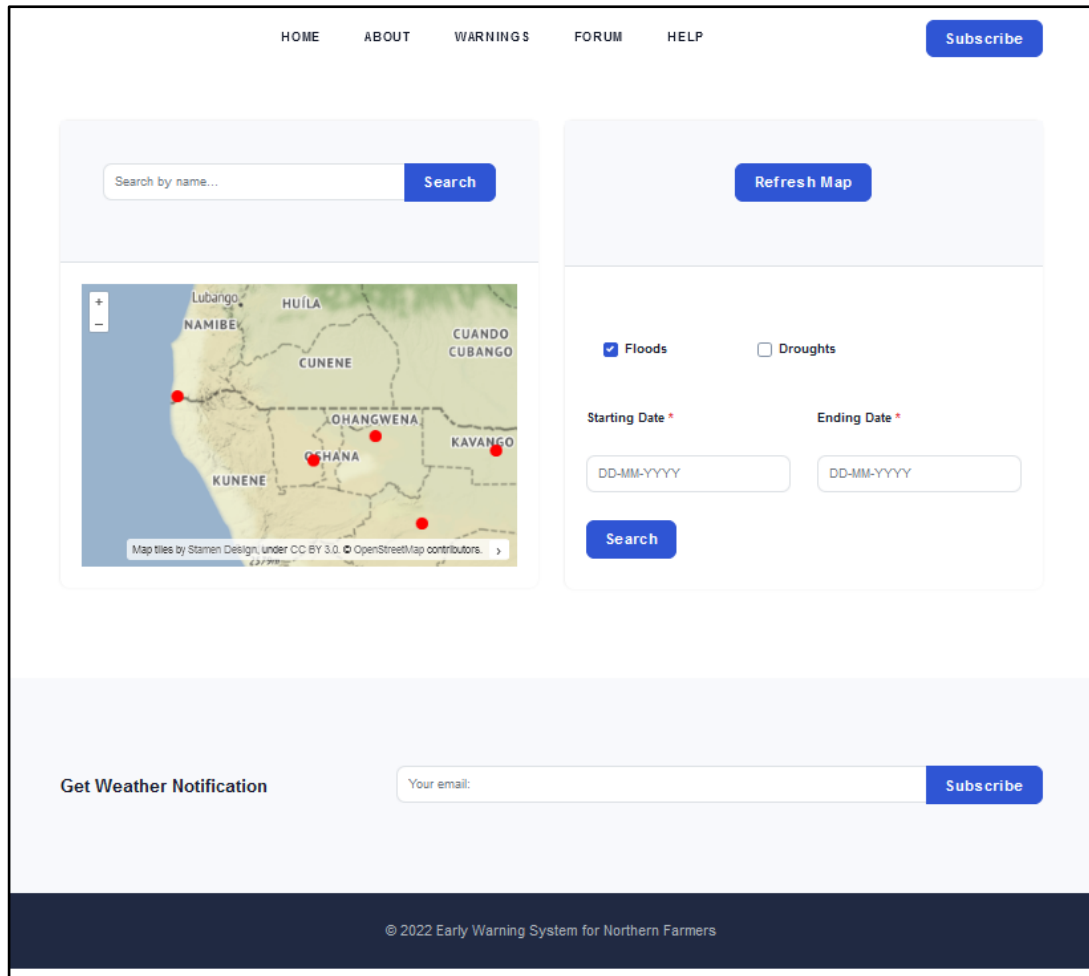 HOME ABOUT WARNINGS FORUM HELP Subscribe
Search by name... Search
Refresh Map
+
–
Lubango
HUÍLA
NAMIBE
CUANDO
CUBANGO
CUNENE
OHANGWENA
KAVANGO
OSHANA
KUNENE
Map tiles by Stamen Design, under CC BY 3.0. © OpenStreetMap contributors. ›
Floods Droughts
Starting Date * Ending Date *
DD-MM-YYYY DD-MM-YYYY
Search
Get Weather Notification Your email: Subscribe
© 2022 Early Warning System for Northern Farmers